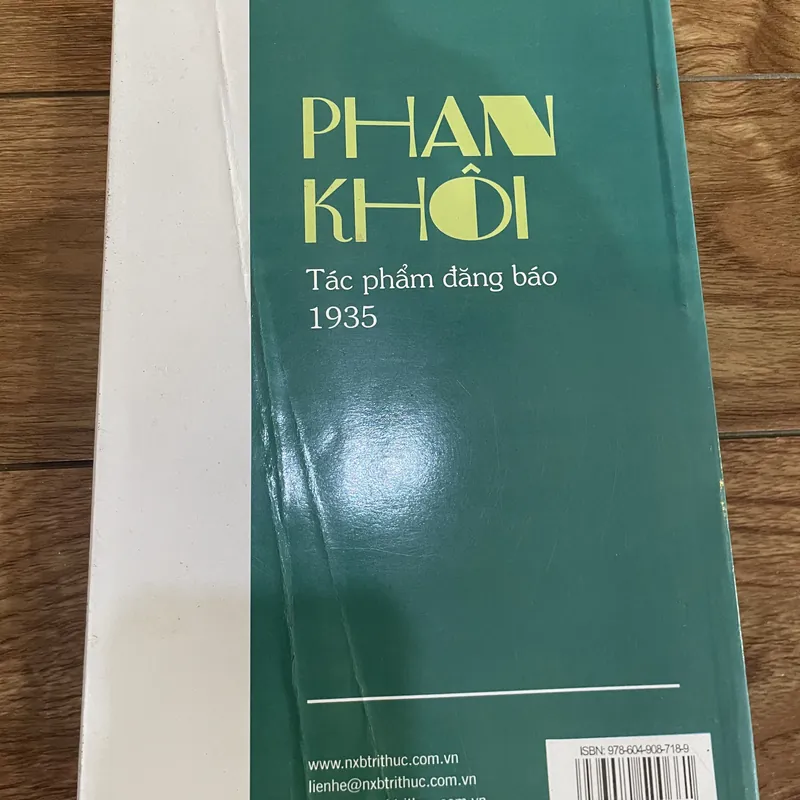 PHAN
KHÔI
Tác phẩm đăng báo
1935
ISBN: 978-604-908-718-9
www.nxbtrithuc.com.vn
lienhe@nxbtrithuc.com.vn